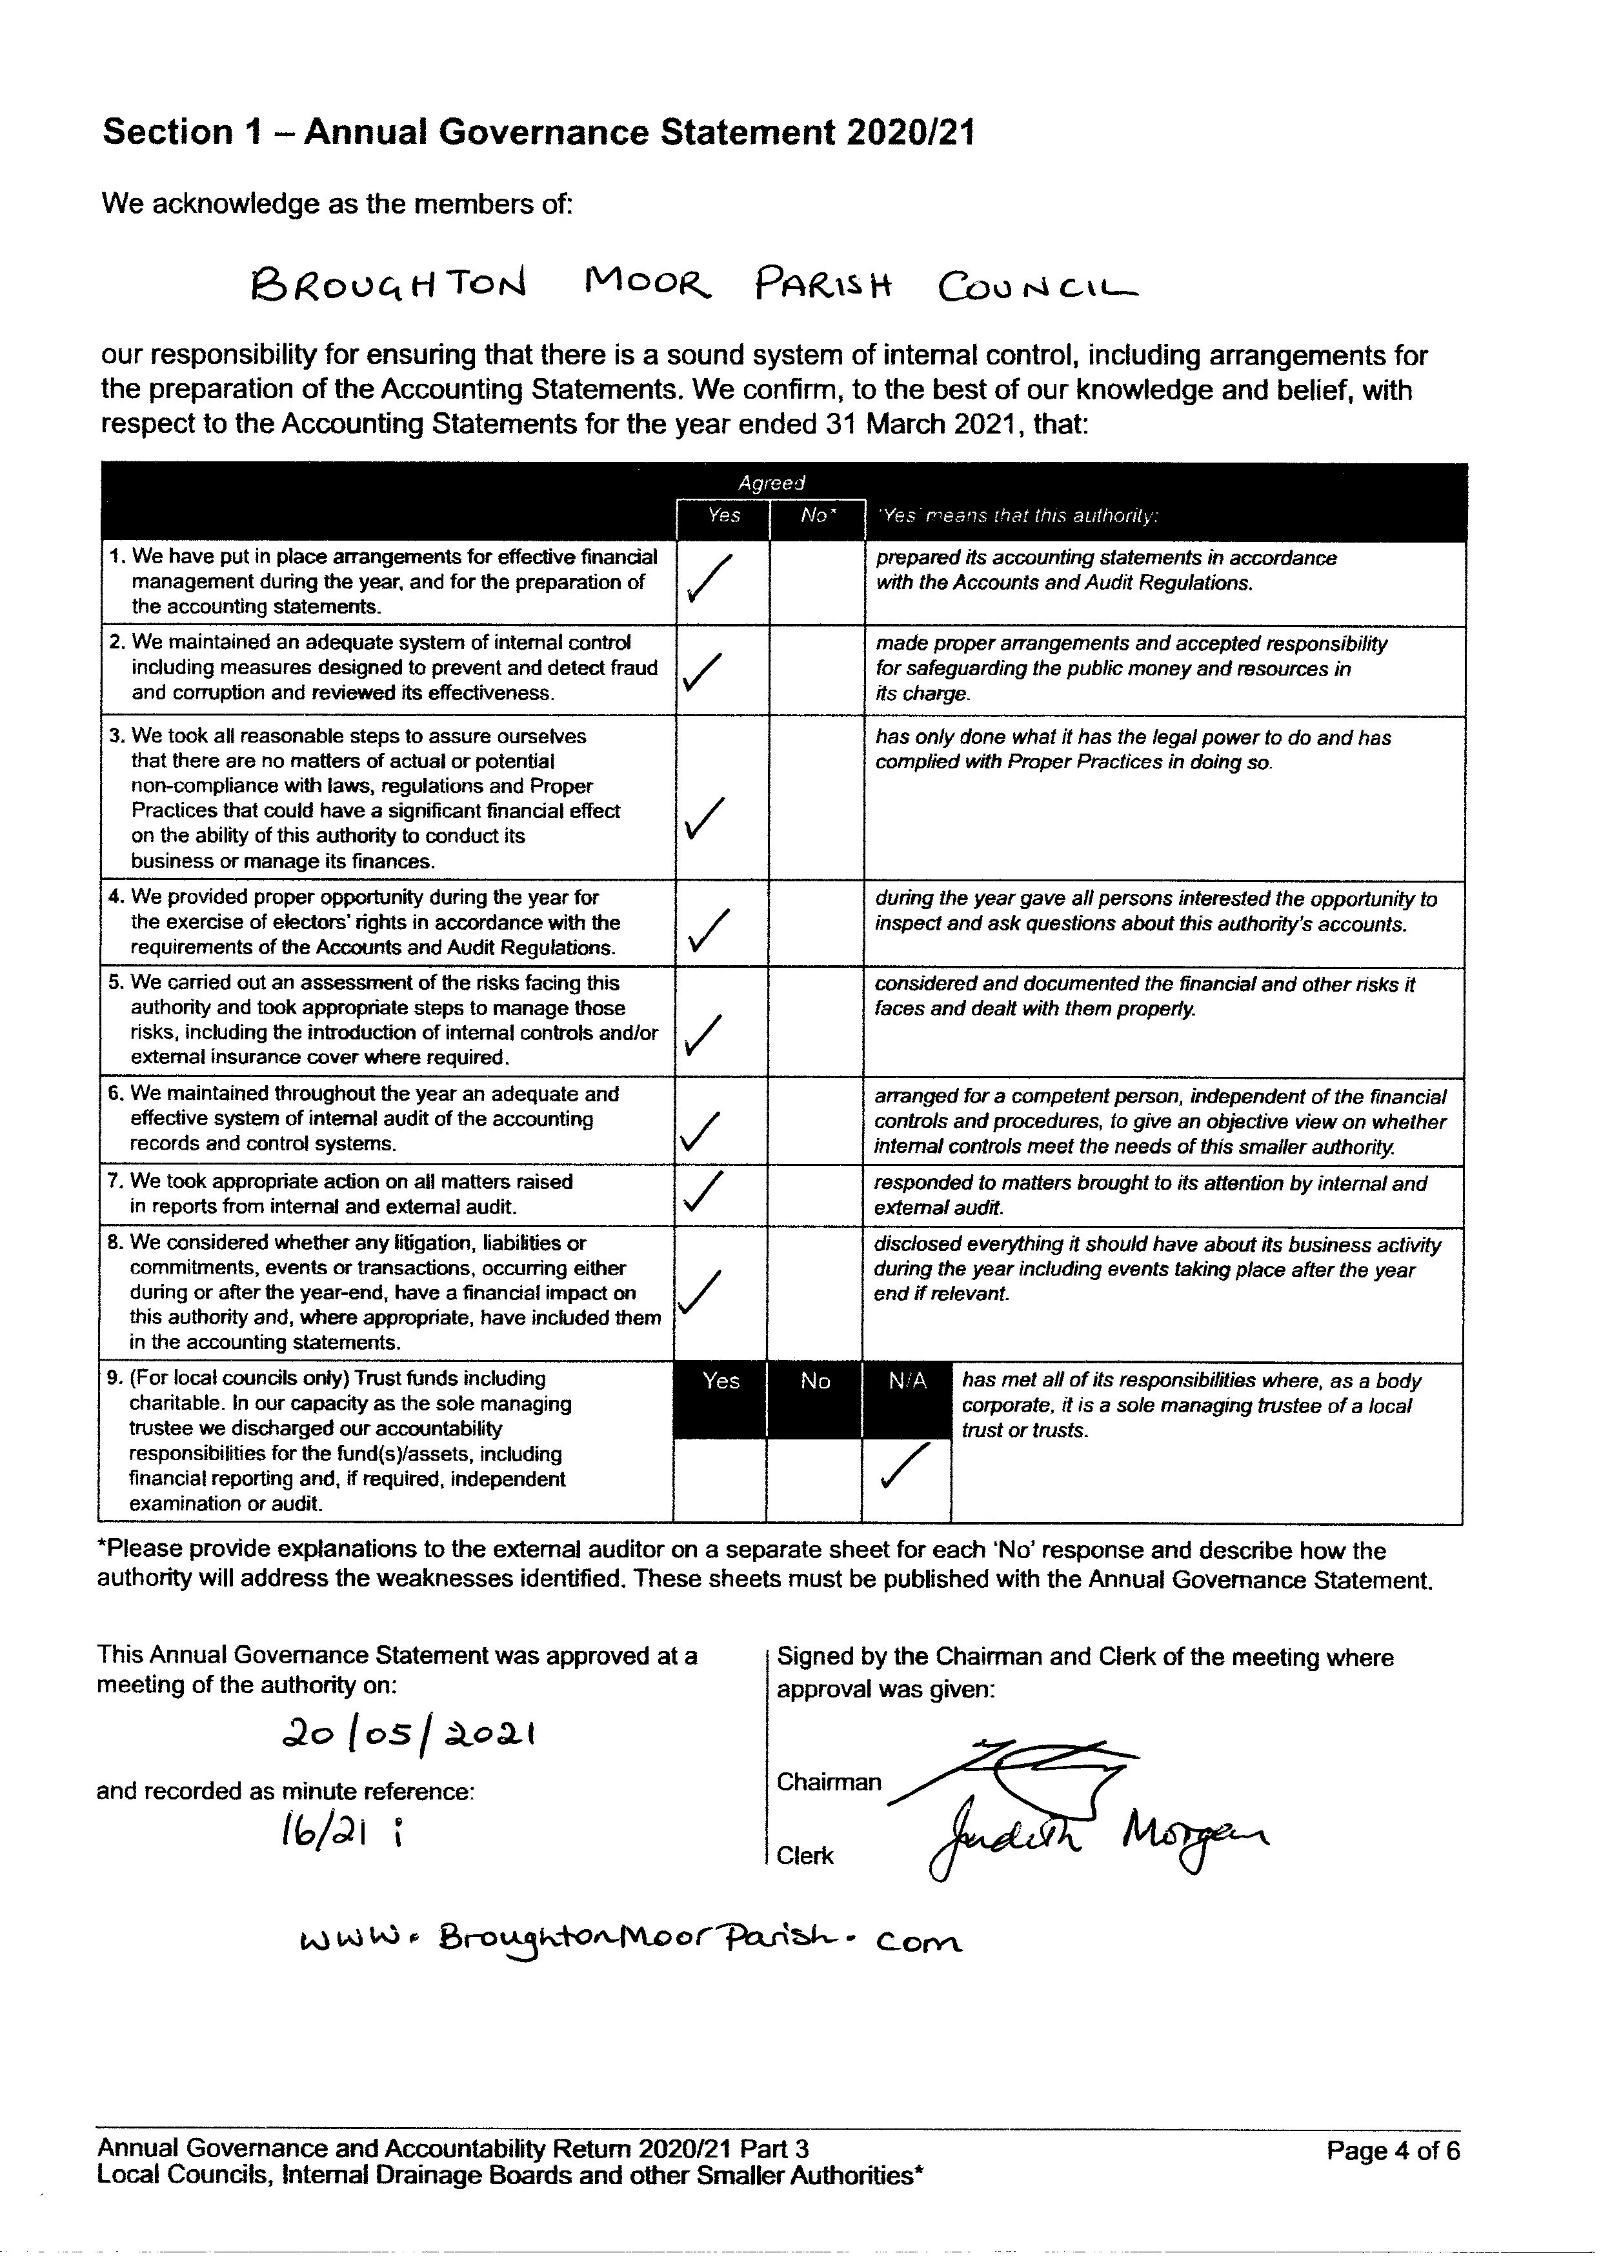 Section 1 – Annual Governance Statement 2020/21
We acknowledge as the members of:
BROUGHTON MOOR PARISH COUNCIL
our responsibility for ensuring that there is a sound system of internal control, including arrangements for
the preparation of the Accounting Statements. We confirm, to the best of our knowledge and belief, with
respect to the Accounting Statements for the year ended 31 March 2021, that:
Agreed
Yes No* 'Yes' means that this authority:
1. We have put in place arrangements for effective financial
management during the year, and for the preparation of
the accounting statements.
prepared its accounting statements in accordance
with the Accounts and Audit Regulations.
2. We maintained an adequate system of internal control
including measures designed to prevent and detect fraud
and corruption and reviewed its effectiveness.
made proper arrangements and accepted responsibility
for safeguarding the public money and resources in
its charge.
3. We took all reasonable steps to assure ourselves
that there are no matters of actual or potential
non-compliance with laws, regulations and Proper
Practices that could have a significant financial effect
on the ability of this authority to conduct its
business or manage its finances.
has only done what it has the legal power to do and has
complied with Proper Practices in doing so.
4. We provided proper opportunity during the year for
the exercise of electors' rights in accordance with the
requirements of the Accounts and Audit Regulations.
during the year gave all persons interested the opportunity to
inspect and ask questions about this authority's accounts.
5. We carried out an assessment of the risks facing this
authority and took appropriate steps to manage those
risks, including the introduction of internal controls and/or
external insurance cover where required.
considered and documented the financial and other risks it
faces and dealt with them properly.
6. We maintained throughout the year an adequate and
effective system of internal audit of the accounting
records and control systems.
arranged for a competent person, independent of the financial
controls and procedures, to give an objective view on whether
internal controls meet the needs of this smaller authority.
7. We took appropriate action on all matters raised
in reports from internal and external audit.
responded to matters brought to its attention by internal and
external audit.
8. We considered whether any litigation, liabilities or
commitments, events or transactions, occurring either
during or after the year-end, have a financial impact on
this authority and, where appropriate, have included them
in the accounting statements.
disclosed everything it should have about its business activity
during the year including events taking place after the year
end if relevant.
9. (For local councils only) Trust funds including
charitable. In our capacity as the sole managing
trustee we discharged our accountability
responsibilities for the fund(s)/assets, including
financial reporting and, if required, independent
examination or audit.
Yes No N/A
has met all of its responsibilities where, as a body
corporate, it is a sole managing trustee of a local
trust or trusts.
*Please provide explanations to the external auditor on a separate sheet for each 'No' response and describe how the
authority will address the weaknesses identified. These sheets must be published with the Annual Governance Statement.
This Annual Governance Statement was approved at a
meeting of the authority on:
20/05/2021
and recorded as minute reference:
16/21 i
Signed by the Chairman and Clerk of the meeting where
approval was given:
Chairman
Clerk Judith Morgan
www.BroughtonMoorParish.com
Annual Governance and Accountability Return 2020/21 Part 3 Page 4 of 6
Local Councils, Internal Drainage Boards and other Smaller Authorities*